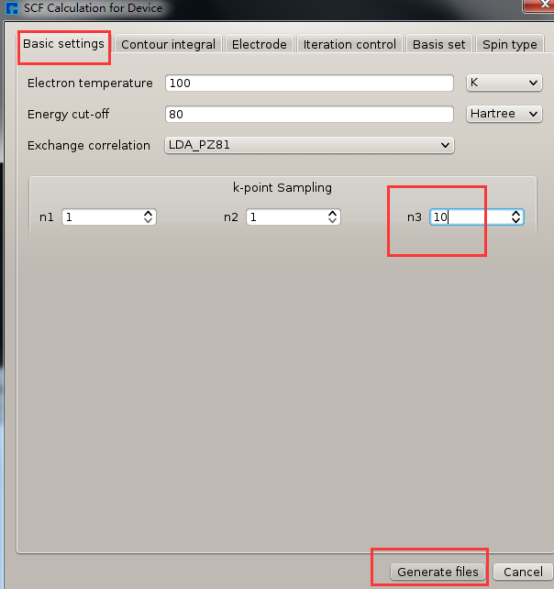 SCF Calculation for Device
Basic settings Contour integral Electrode Iteration control Basis set Spin type
Electron temperature 100 K
Energy cut-off 80 Hartree
Exchange correlation LDA_PZ81
k-point Sampling
n1 1 n2 1 n3 10
Generate files Cancel